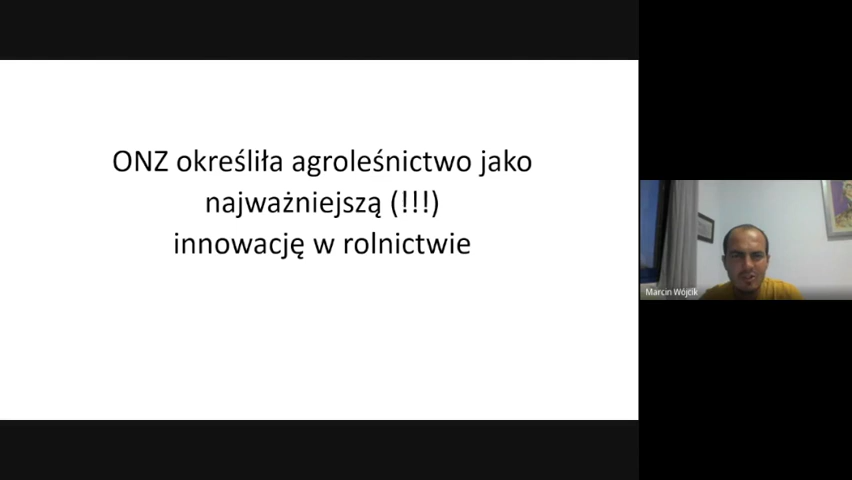 ONZ określiła agroleśnictwo jako
najważniejszą (!!!)
innowację w rolnictwie
Marcin Wójcik